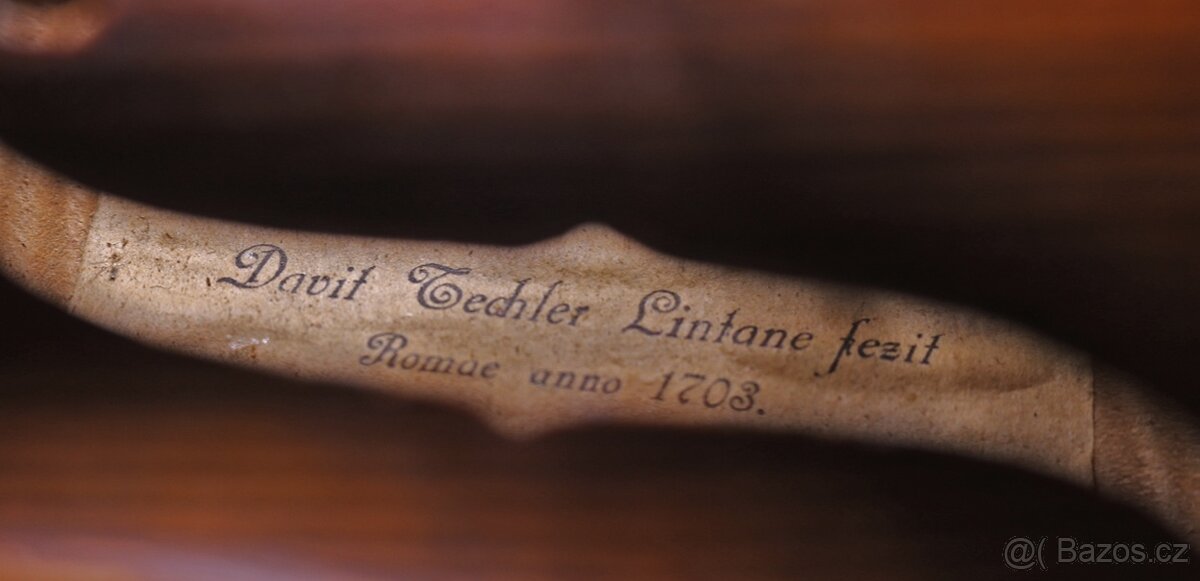 Davit Techler Lintane fezit
Romae anno 1703.
@( Bazos.cz